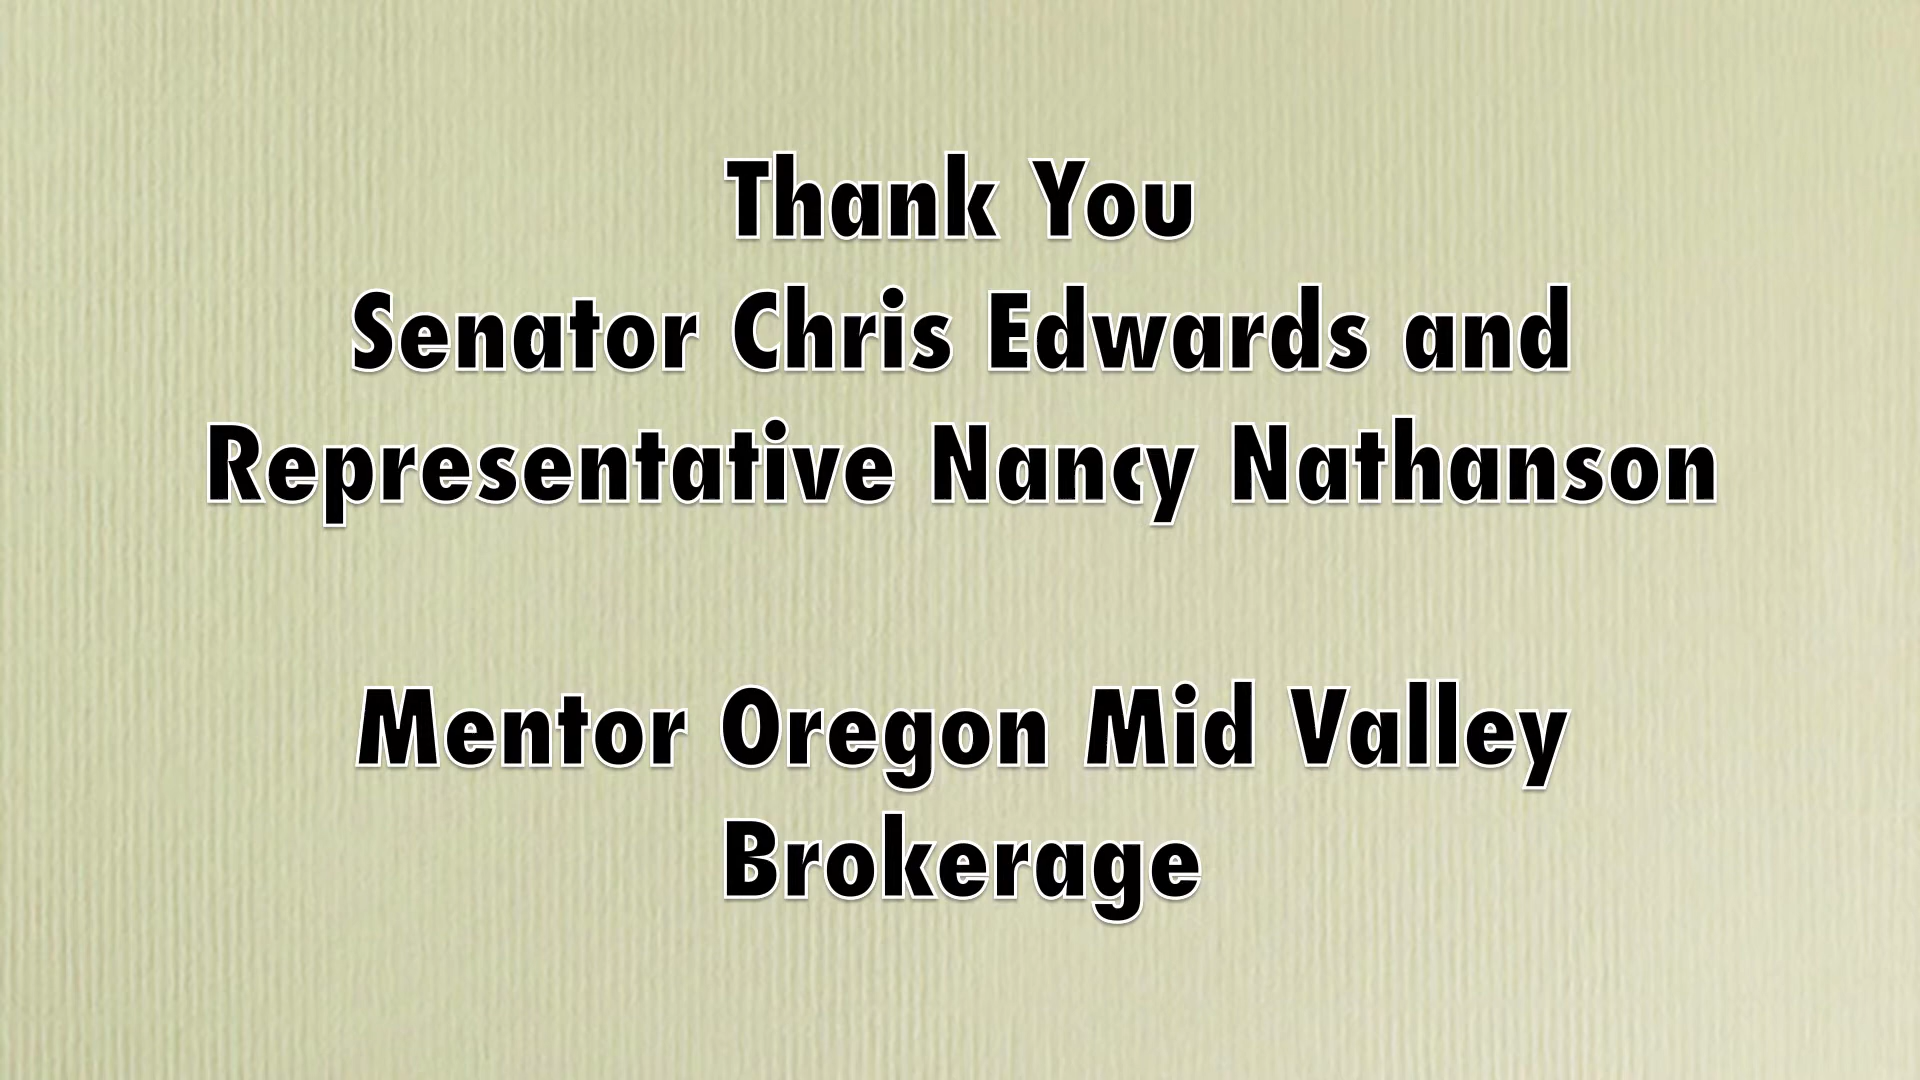 Thank You
Senator Chris Edwards and
Representative Nancy Nathanson
Mentor Oregon Mid Valley
Brokerage